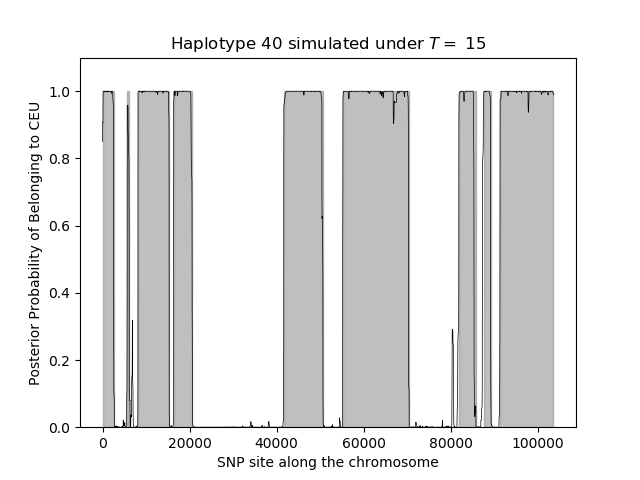 Haplotype 40 simulated under T = 15
Posterior Probability of Belonging to CEU
1.0
0.8
0.6
0.4
0.2
0.0
0 20000 40000 60000 80000 100000
SNP site along the chromosome